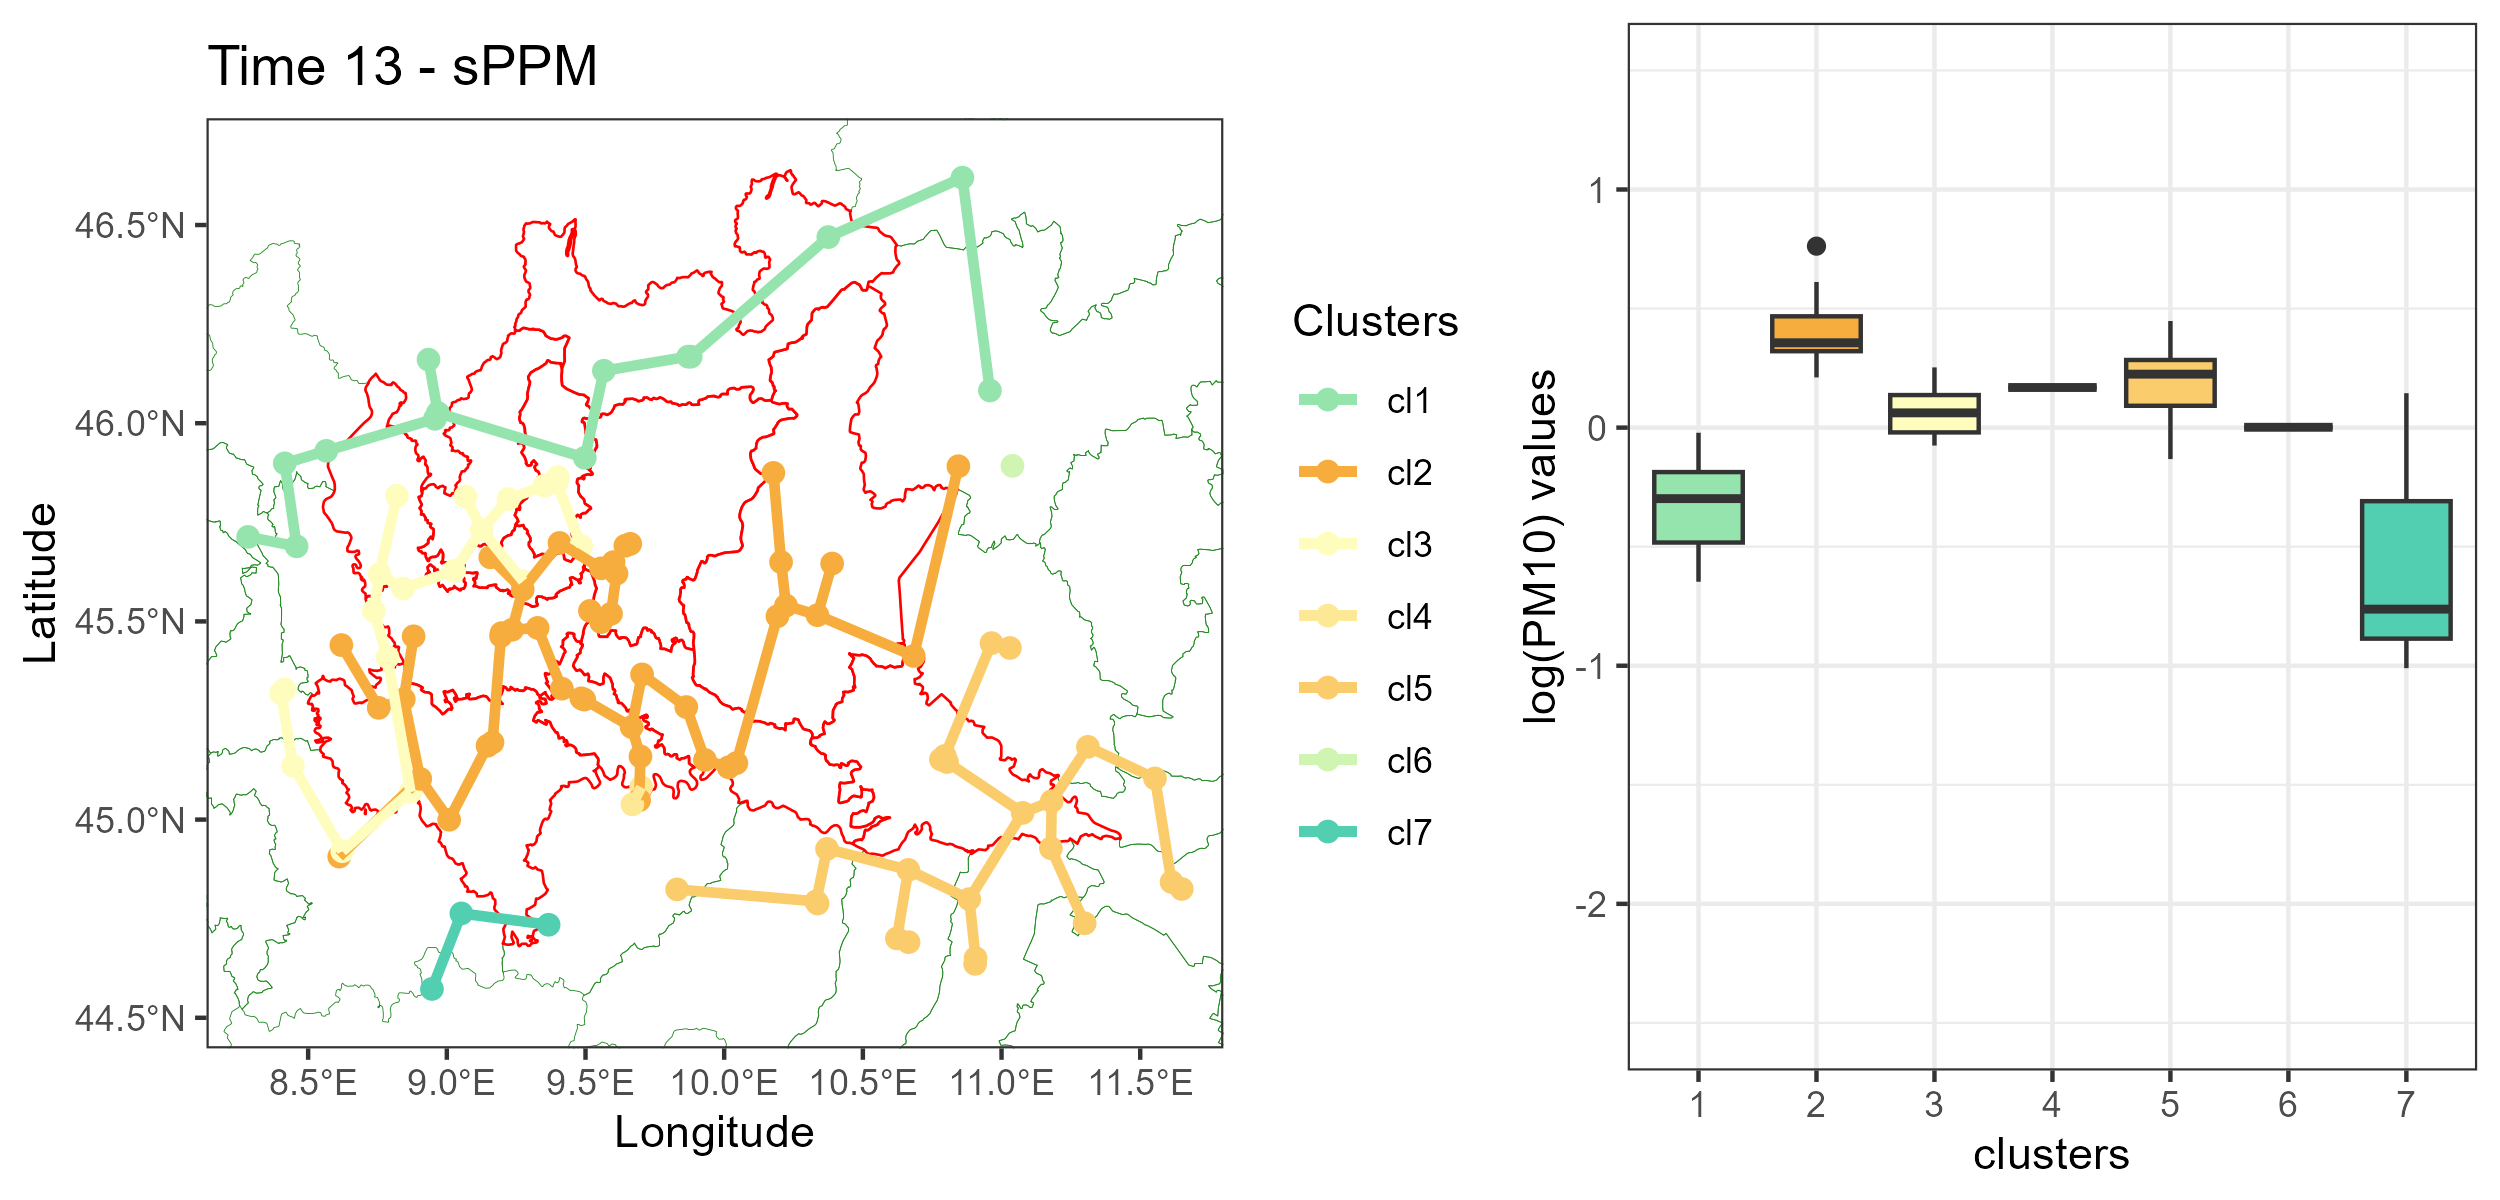 Time 13 - sPPM
Latitude
46.5°N
46.0°N
45.5°N
45.0°N
44.5°N
8.5°E 9.0°E 9.5°E 10.0°E 10.5°E 11.0°E 11.5°E
Longitude
Clusters
cl1
cl2
cl3
cl4
cl5
cl6
cl7
log(PM10) values
1
0
-1
-2
1 2 3 4 5 6 7
clusters